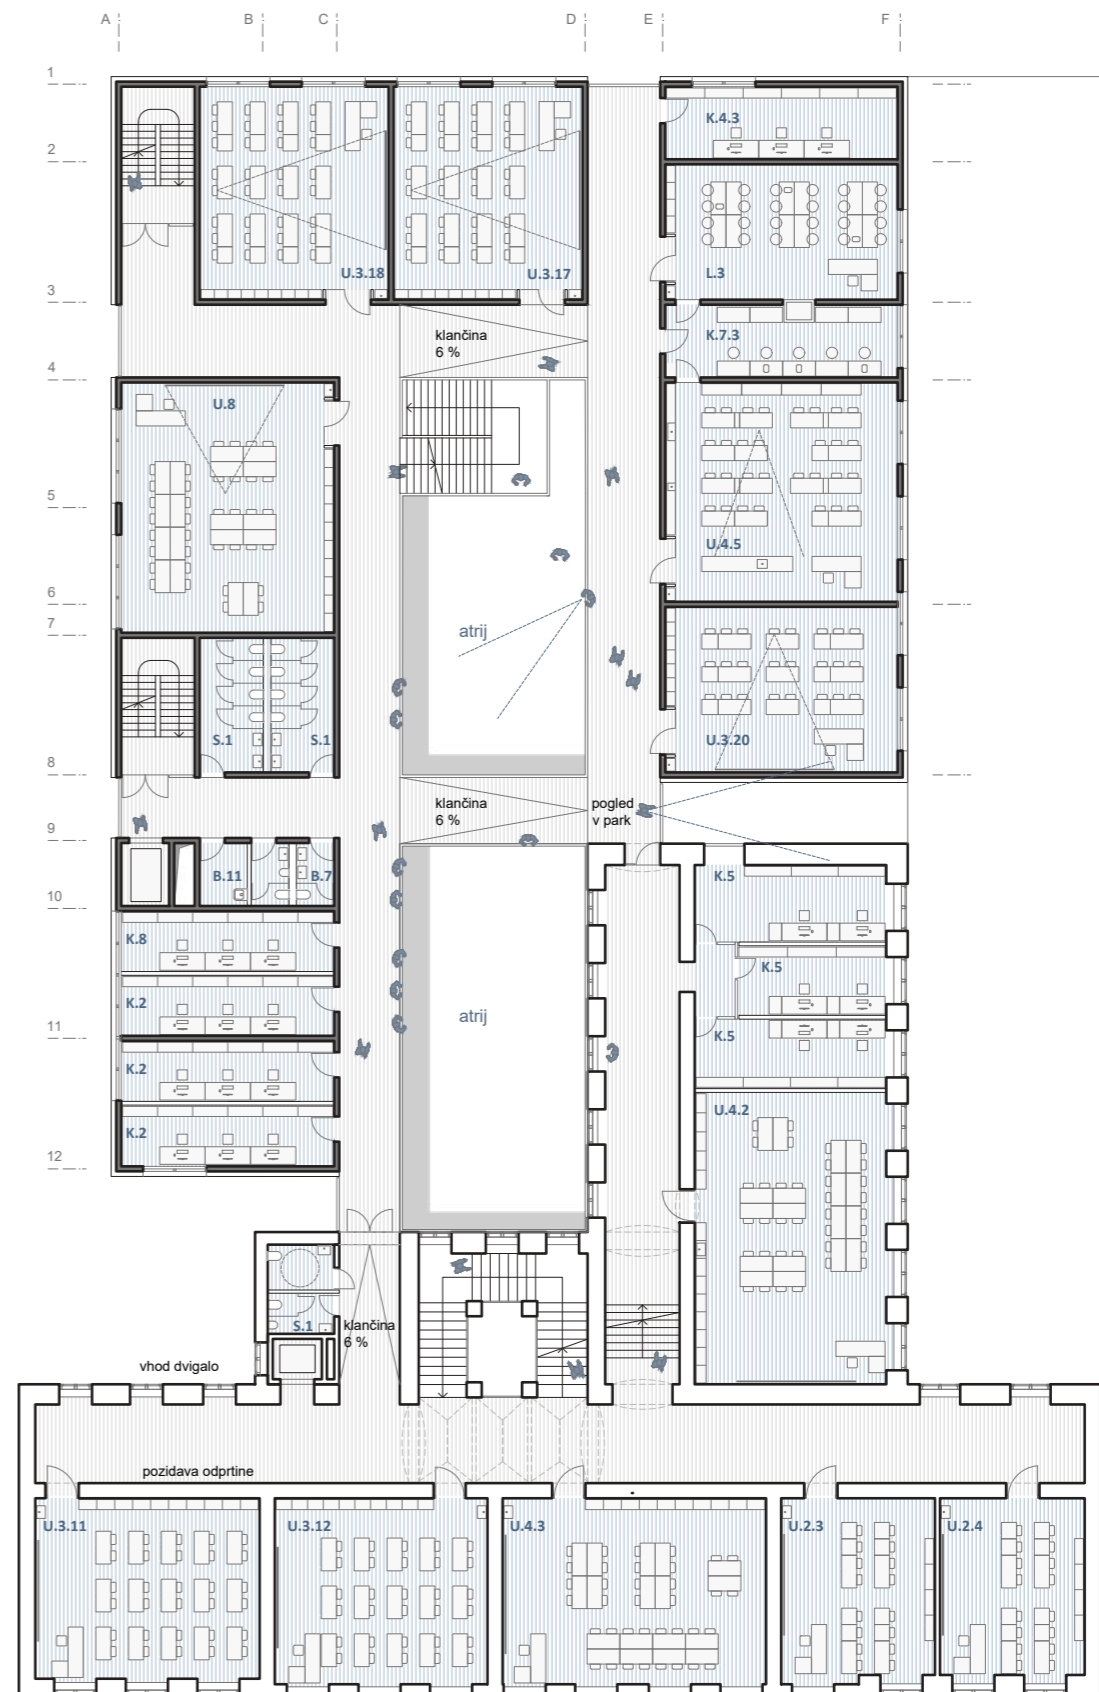 A B C D E F
1
2
3
4
5
6
7
8
9
10
11
12
K.4.3
L.3
U.3.18
U.3.17
klančina
6 %
K.7.3
U.8
U.4.5
atrij
S.1
S.1
U.3.20
klančina
6 %
pogled
v park
B.11
B.7
K.5
K.8
K.5
K.2
atrij
K.5
K.2
U.4.2
K.2
S.1
klančina
6 %
vhod dvigalo
pozidava odprtine
U.3.11
U.3.12
U.4.3
U.2.3
U.2.4